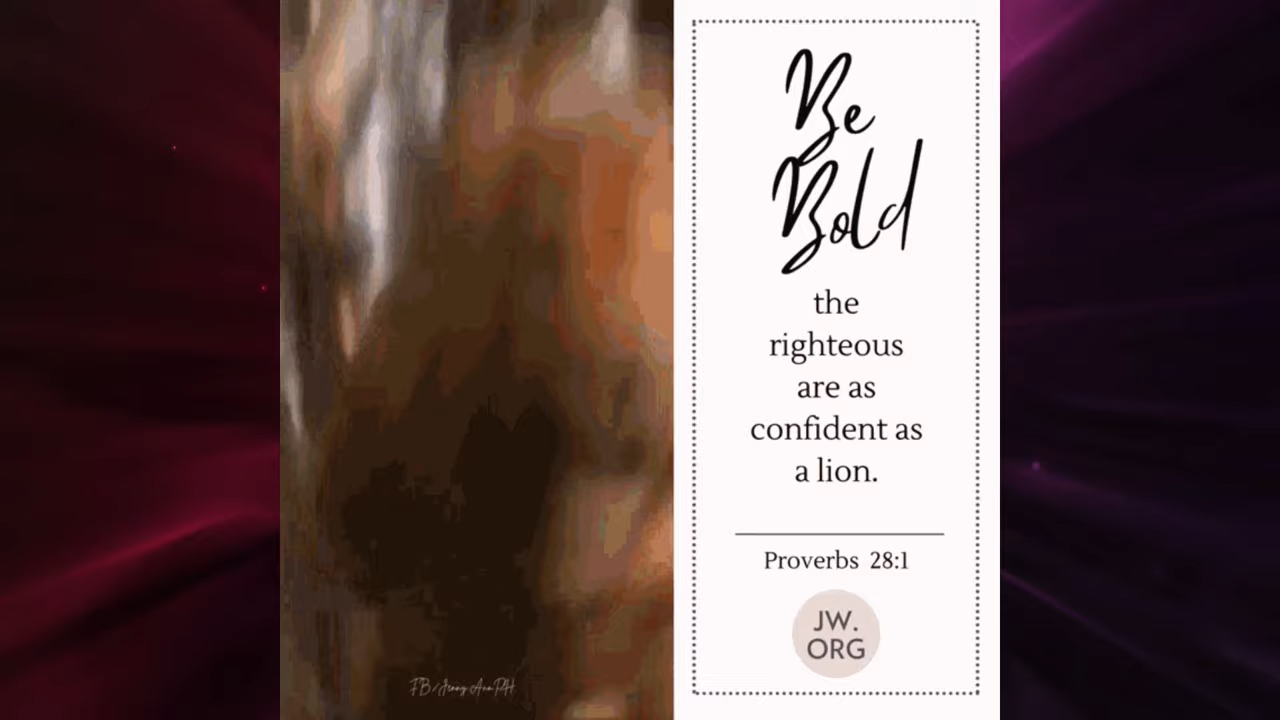 Be
Bold
the
righteous
are as
confident as
a lion.
Proverbs 28:1
JW.
ORG